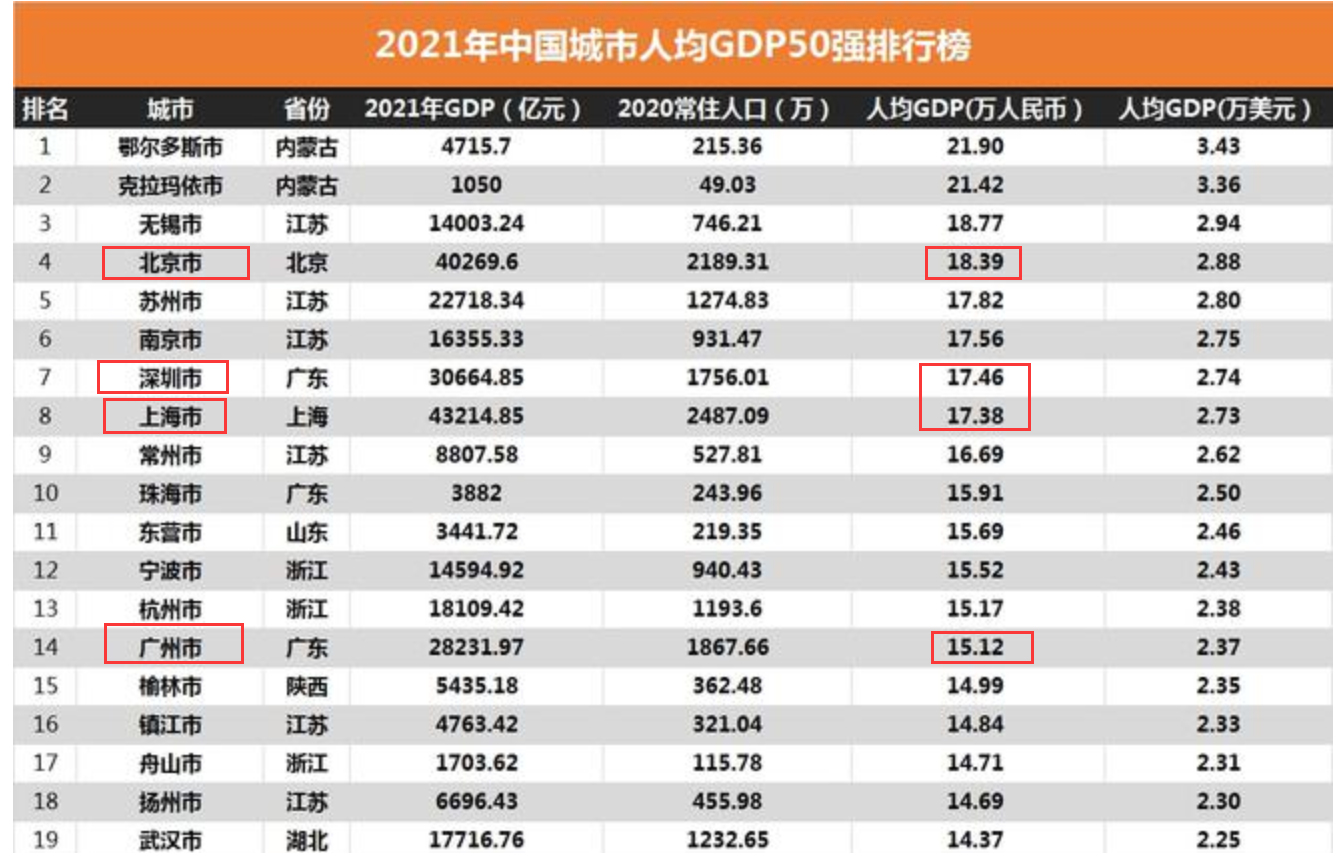 2021年中国城市人均GDP50强排行榜
排名 城市 省份 2021年GDP（亿元） 2020常住人口（万） 人均GDP(万人民币） 人均GDP(万美元）
1 鄂尔多斯市 内蒙古 4715.7 215.36 21.90 3.43
2 克拉玛依市 内蒙古 1050 49.03 21.42 3.36
3 无锡市 江苏 14003.24 746.21 18.77 2.94
4 北京市 北京 40269.6 2189.31 18.39 2.88
5 苏州市 江苏 22718.34 1274.83 17.82 2.80
6 南京市 江苏 16355.33 931.47 17.56 2.75
7 深圳市 广东 30664.85 1756.01 17.46 2.74
8 上海市 上海 43214.85 2487.09 17.38 2.73
9 常州市 江苏 8807.58 527.81 16.69 2.62
10 珠海市 广东 3882 243.96 15.91 2.50
11 东营市 山东 3441.72 219.35 15.69 2.46
12 宁波市 浙江 14594.92 940.43 15.52 2.43
13 杭州市 浙江 18109.42 1193.6 15.17 2.38
14 广州市 广东 28231.97 1867.66 15.12 2.37
15 榆林市 陕西 5435.18 362.48 14.99 2.35
16 镇江市 江苏 4763.42 321.04 14.84 2.33
17 舟山市 浙江 1703.62 115.78 14.71 2.31
18 扬州市 江苏 6696.43 455.98 14.69 2.30
19 武汉市 湖北 17716.76 1232.65 14.37 2.25